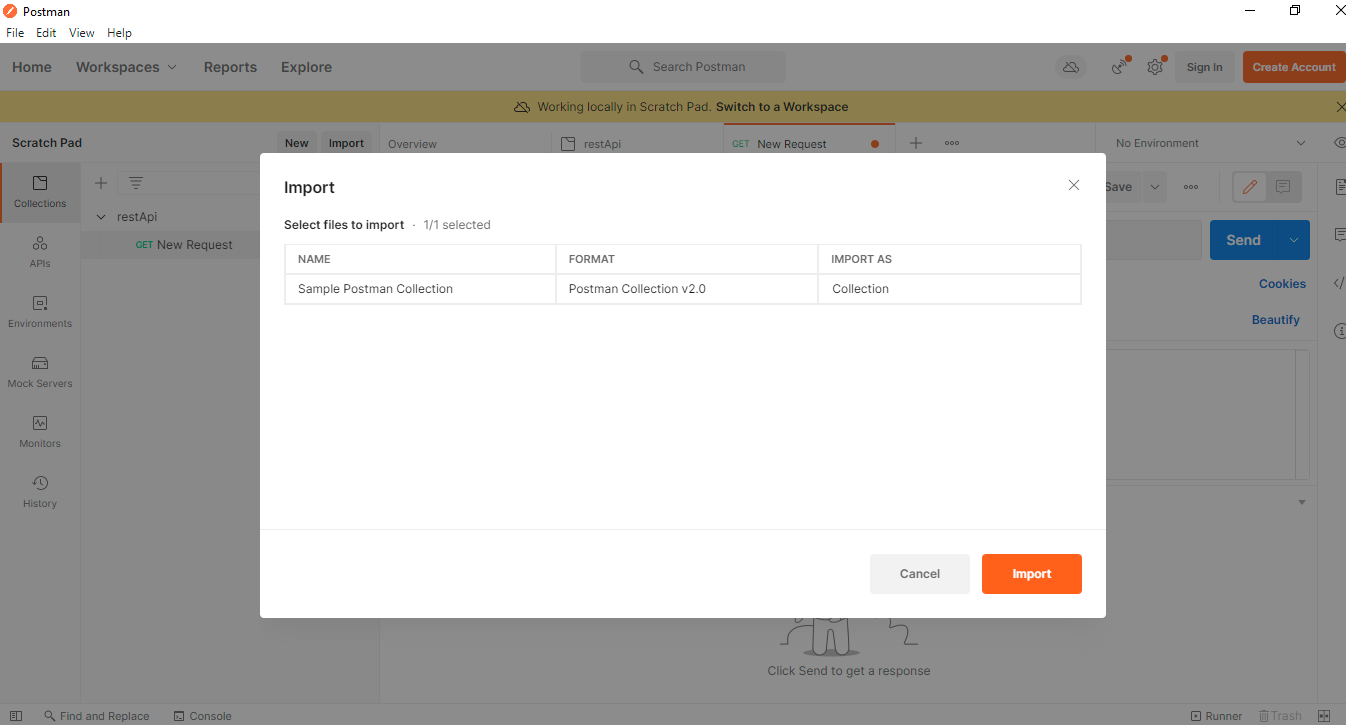 Postman
File Edit View Help
Home Workspaces Reports Explore Search Postman Sign In Create Account
Working locally in Scratch Pad. Switch to a Workspace
Scratch Pad New Import Overview restApi GET New Request No Environment
Import
Save
Collections
restApi
GET New Request
Select files to import · 1/1 selected
Send
NAME FORMAT IMPORT AS
APIs
Sample Postman Collection Postman Collection v2.0 Collection
Cookies
Environments
Beautify
Mock Servers
Monitors
History
Cancel Import
Click Send to get a response
Find and Replace Console Runner Trash